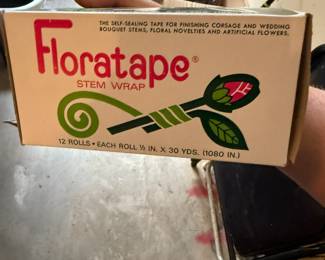 THE SELF-SEALING TAPE FOR FINISHING CORSAGE AND WEDDING
BOUQUET STEMS, FLORAL NOVELTIES AND ARTIFICIAL FLOWERS.
Floratape®
STEM WRAP
12 ROLLS • EACH ROLL ½ IN. X 30 YDS. (1080 IN.)